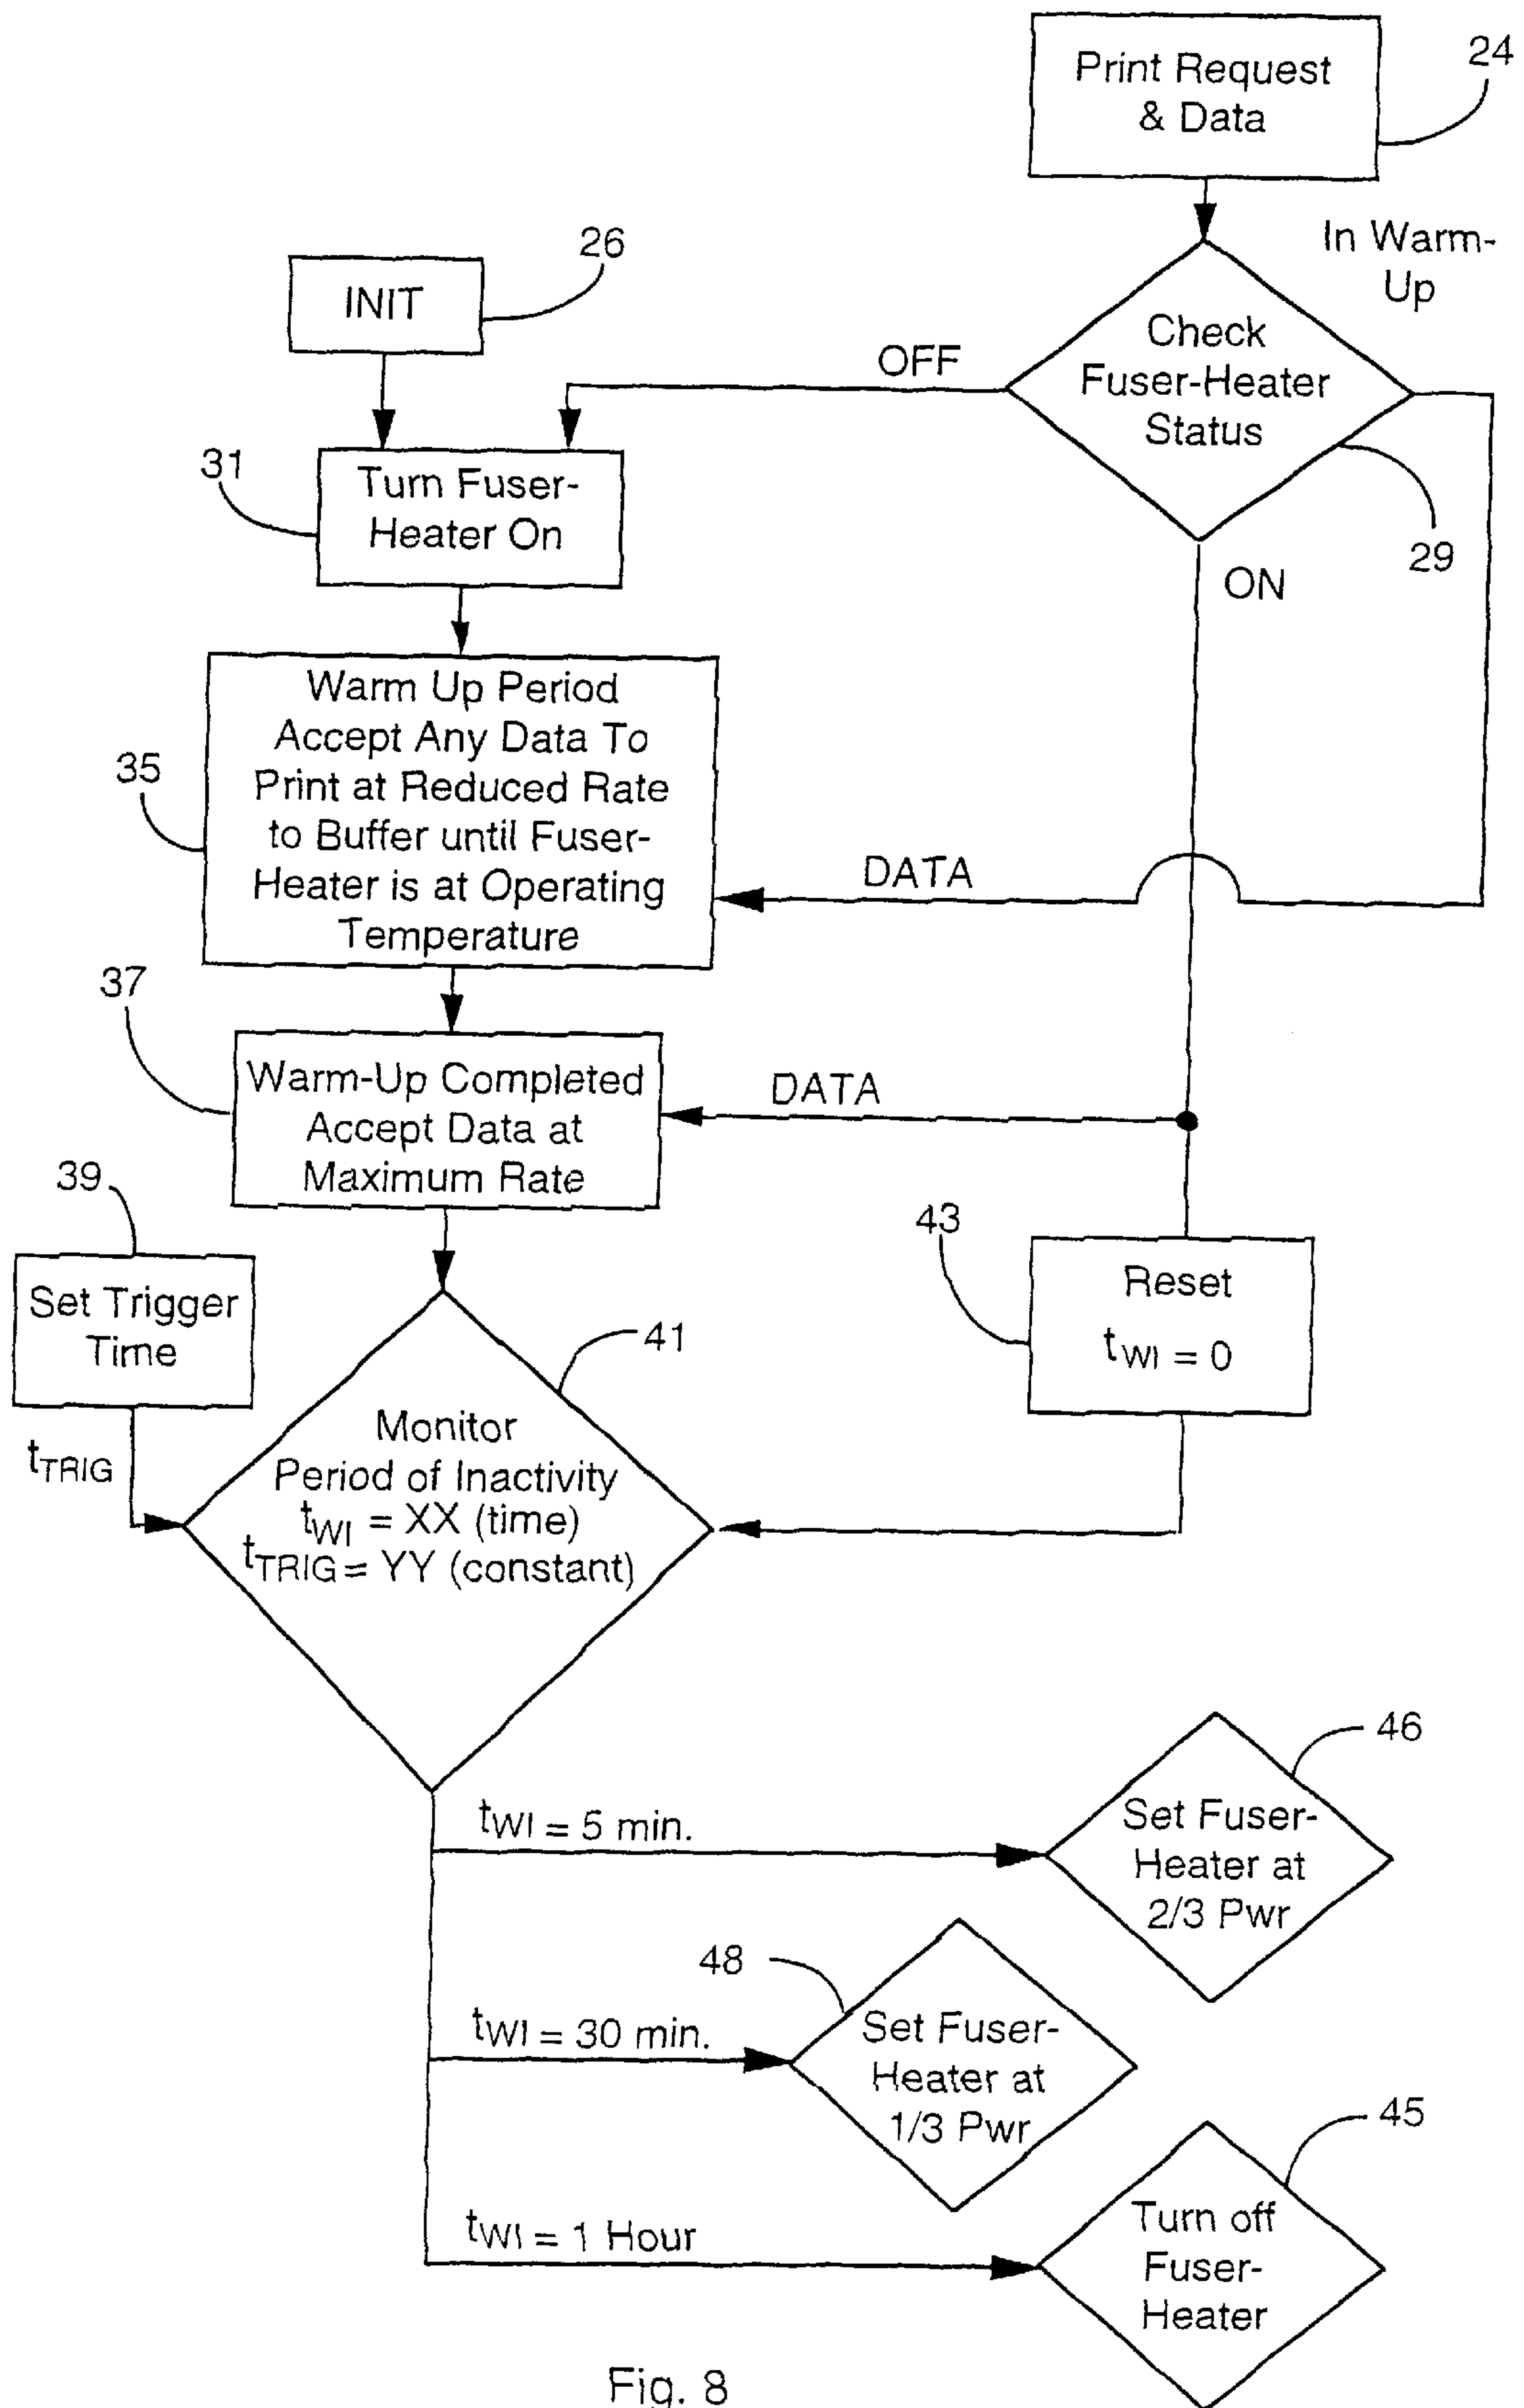 Print Request
& Data
24
In Warm-
Up
26
INIT
Check
Fuser-Heater
Status
OFF
31
Turn Fuser-
Heater On
29
ON
Warm Up Period
Accept Any Data To
Print at Reduced Rate
to Buffer until Fuser-
Heater is at Operating
Temperature
35
DATA
37
Warm-Up Completed
Accept Data at
Maximum Rate
DATA
39
Set Trigger
Time
43
Reset
tWI = 0
41
tTRIG
Monitor
Period of Inactivity
tWI = XX (time)
tTRIG = YY (constant)
46
tWI = 5 min.
Set Fuser-
Heater at
2/3 Pwr
48
tWI = 30 min.
Set Fuser-
Heater at
1/3 Pwr
45
tWI = 1 Hour
Turn off
Fuser-
Heater
Fig. 8